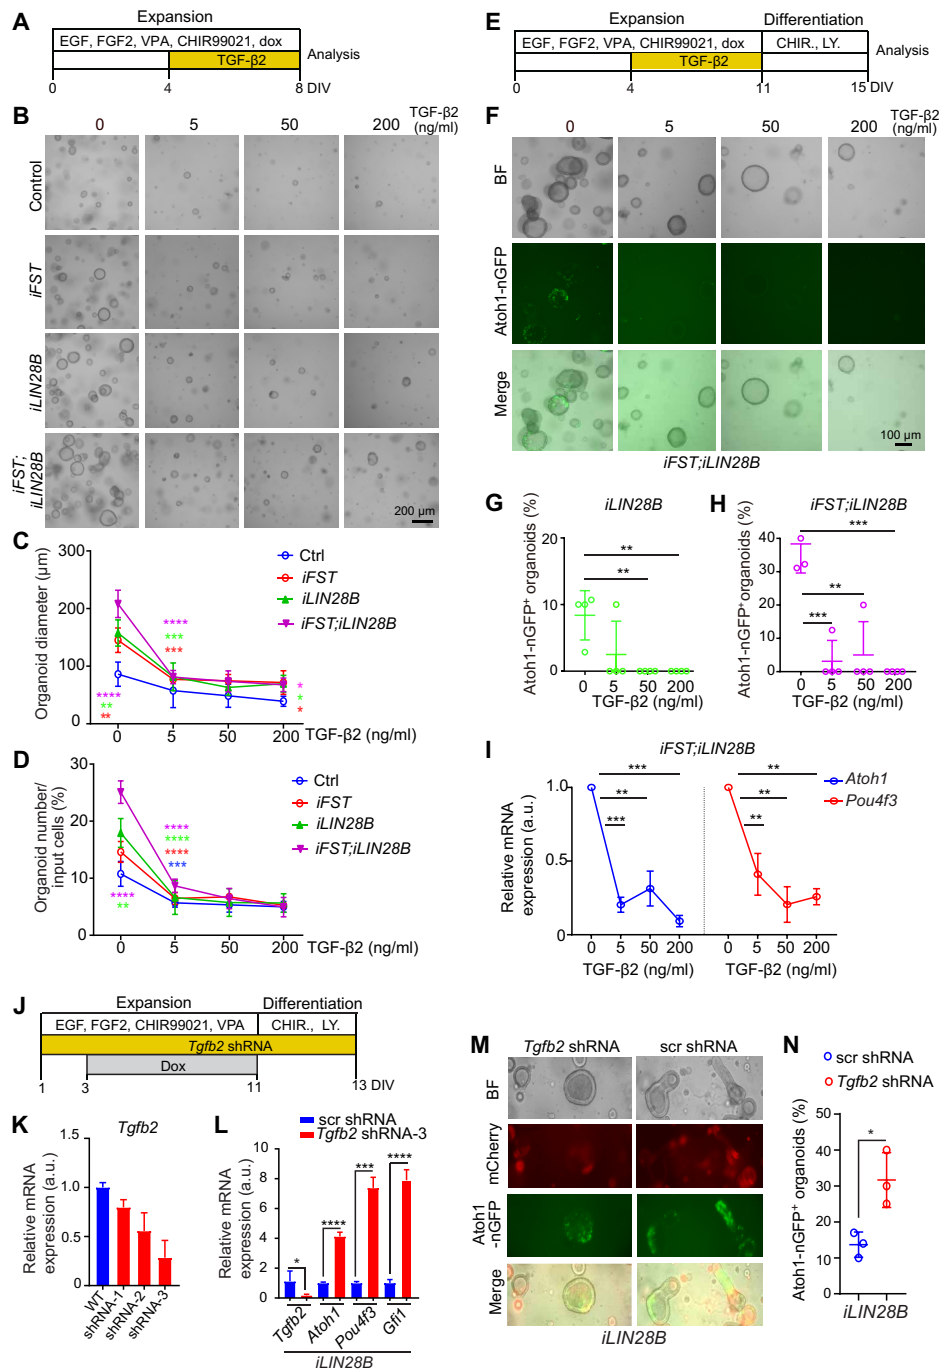 A
Expansion
EGF, FGF2, VPA, CHIR99021, dox
TGF-β2
Analysis
0 4 8 DIV
B
0 5 50 200 TGF-β2 (ng/ml)
Control
iFST
iLIN28B
iFST; iLIN28B
200 µm
C
Organoid diameter (µm)
300
200
100
0
Ctrl
iFST
iLIN28B
iFST;iLIN28B
****
***
***
****
**
**
*
*
*
0 5 50 200
TGF-β2 (ng/ml)
D
Organoid number/ input cells (%)
30
20
10
0
Ctrl
iFST
iLIN28B
iFST;iLIN28B
****
****
****
***
****
**
0 5 50 200
TGF-β2 (ng/ml)
E
Expansion Differentiation
EGF, FGF2, VPA, CHIR99021, dox CHIR., LY.
TGF-β2
Analysis
0 4 11 15 DIV
F
0 5 50 200 TGF-β2 (ng/ml)
BF
Atoh1-nGFP
Merge
100 µm
iFST;iLIN28B
G
iLIN28B
Atoh1-nGFP+ organoids (%)
20
10
0
**
**
0 5 50 200
TGF-β2 (ng/ml)
H
iFST;iLIN28B
Atoh1-nGFP+organoids (%)
40
30
20
10
0
***
**
***
0 5 50 200
TGF-β2 (ng/ml)
I
iFST;iLIN28B
Relative mRNA expression (a.u.)
1.0
0.5
0
***
**
***
**
**
**
Atoh1
Pou4f3
0 5 50 200
TGF-β2 (ng/ml)
0 5 50 200
TGF-β2 (ng/ml)
J
Expansion Differentiation
EGF, FGF2, CHIR99021, VPA CHIR., LY.
Tgfb2 shRNA
Dox
1 3 11 13 DIV
K
Tgfb2
Relative mRNA expression (a.u.)
1.5
1.0
0.5
0
WT
shRNA-1
shRNA-2
shRNA-3
L
scr shRNA
Tgfb2 shRNA-3
Relative mRNA expression (a.u.)
8
6
4
2
0
*
****
***
****
Tgfb2
Atoh1
Pou4f3
Gfi1
iLIN28B
M
Tgfb2 shRNA scr shRNA
BF
mCherry
Atoh1 -nGFP
Merge
iLIN28B
N
scr shRNA
Tgfb2 shRNA
Atoh1-nGFP+ organoids (%)
40
30
20
10
0
*
iLIN28B